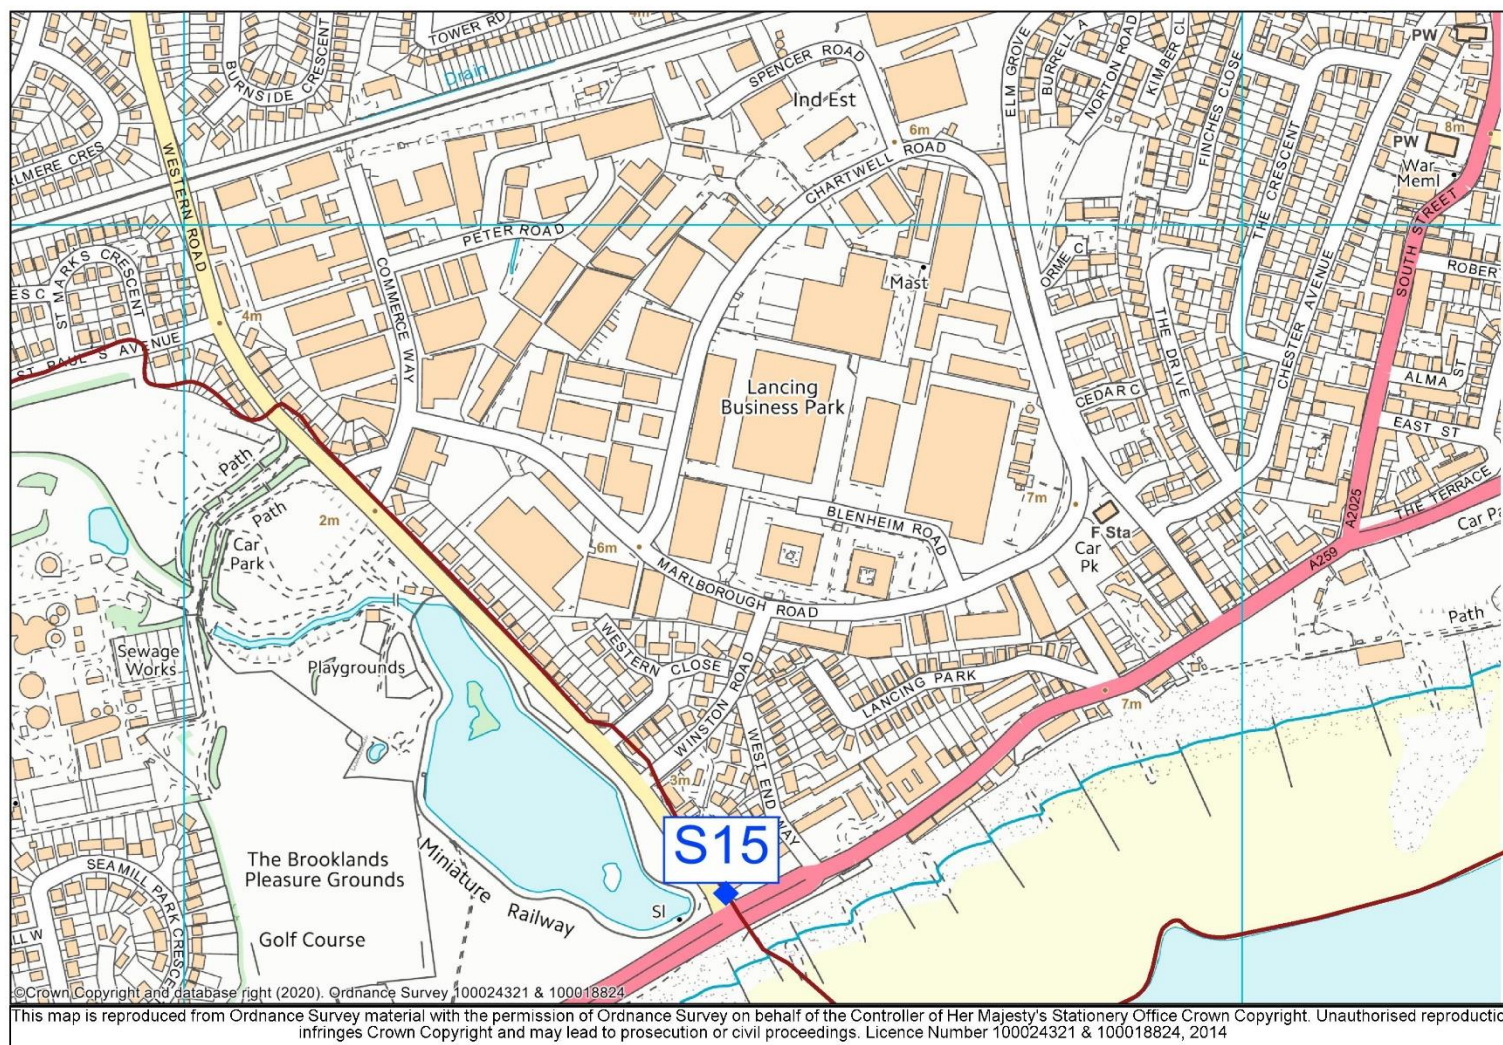 TOWER RD
4m
Drain
BURNSIDE CRESCENT
ALMERE CRES
WESTERN ROAD
SPENCER ROAD
Ind Est
ELM GROVE
BURRELL A
NORTON ROAD
KIMBER CL
FINCHES CLOSE
PW
8m
PW
War
Meml
6m
CHARTWELL ROAD
THE CRESCENT
SOUTH STREET
PETER ROAD
COMMERCE WAY
ES C
ST MARKS CRESCENT
ORME C
CHESTER AVENUE
ROBER
Mast
4m
ST PAUL'S AVENUE
THE DRIVE
Lancing
Business Park
CEDAR C
ALMA ST
EAST ST
THE TERRACE
Path
Path
2m
Car
Park
7m
BLENHEIM ROAD
F Sta
Car
Pk
A2025
Car Pa
A259
6m
MARLBOROUGH ROAD
Path
Sewage
Works
Playgrounds
WESTERN CLOSE
WINSTON ROAD
LANCING PARK
7m
WEST END WAY
3m
S15
The Brooklands
Pleasure Grounds
Miniature Railway
SEAMILL PARK CRESCE
LL W
Sl
Golf Course
©Crown Copyright and database right (2020). Ordnance Survey 100024321 & 100018824
This map is reproduced from Ordnance Survey material with the permission of Ordnance Survey on behalf of the Controller of Her Majesty's Stationery Office Crown Copyright. Unauthorised reproductio
infringes Crown Copyright and may lead to prosecution or civil proceedings. Licence Number 100024321 & 100018824, 2014